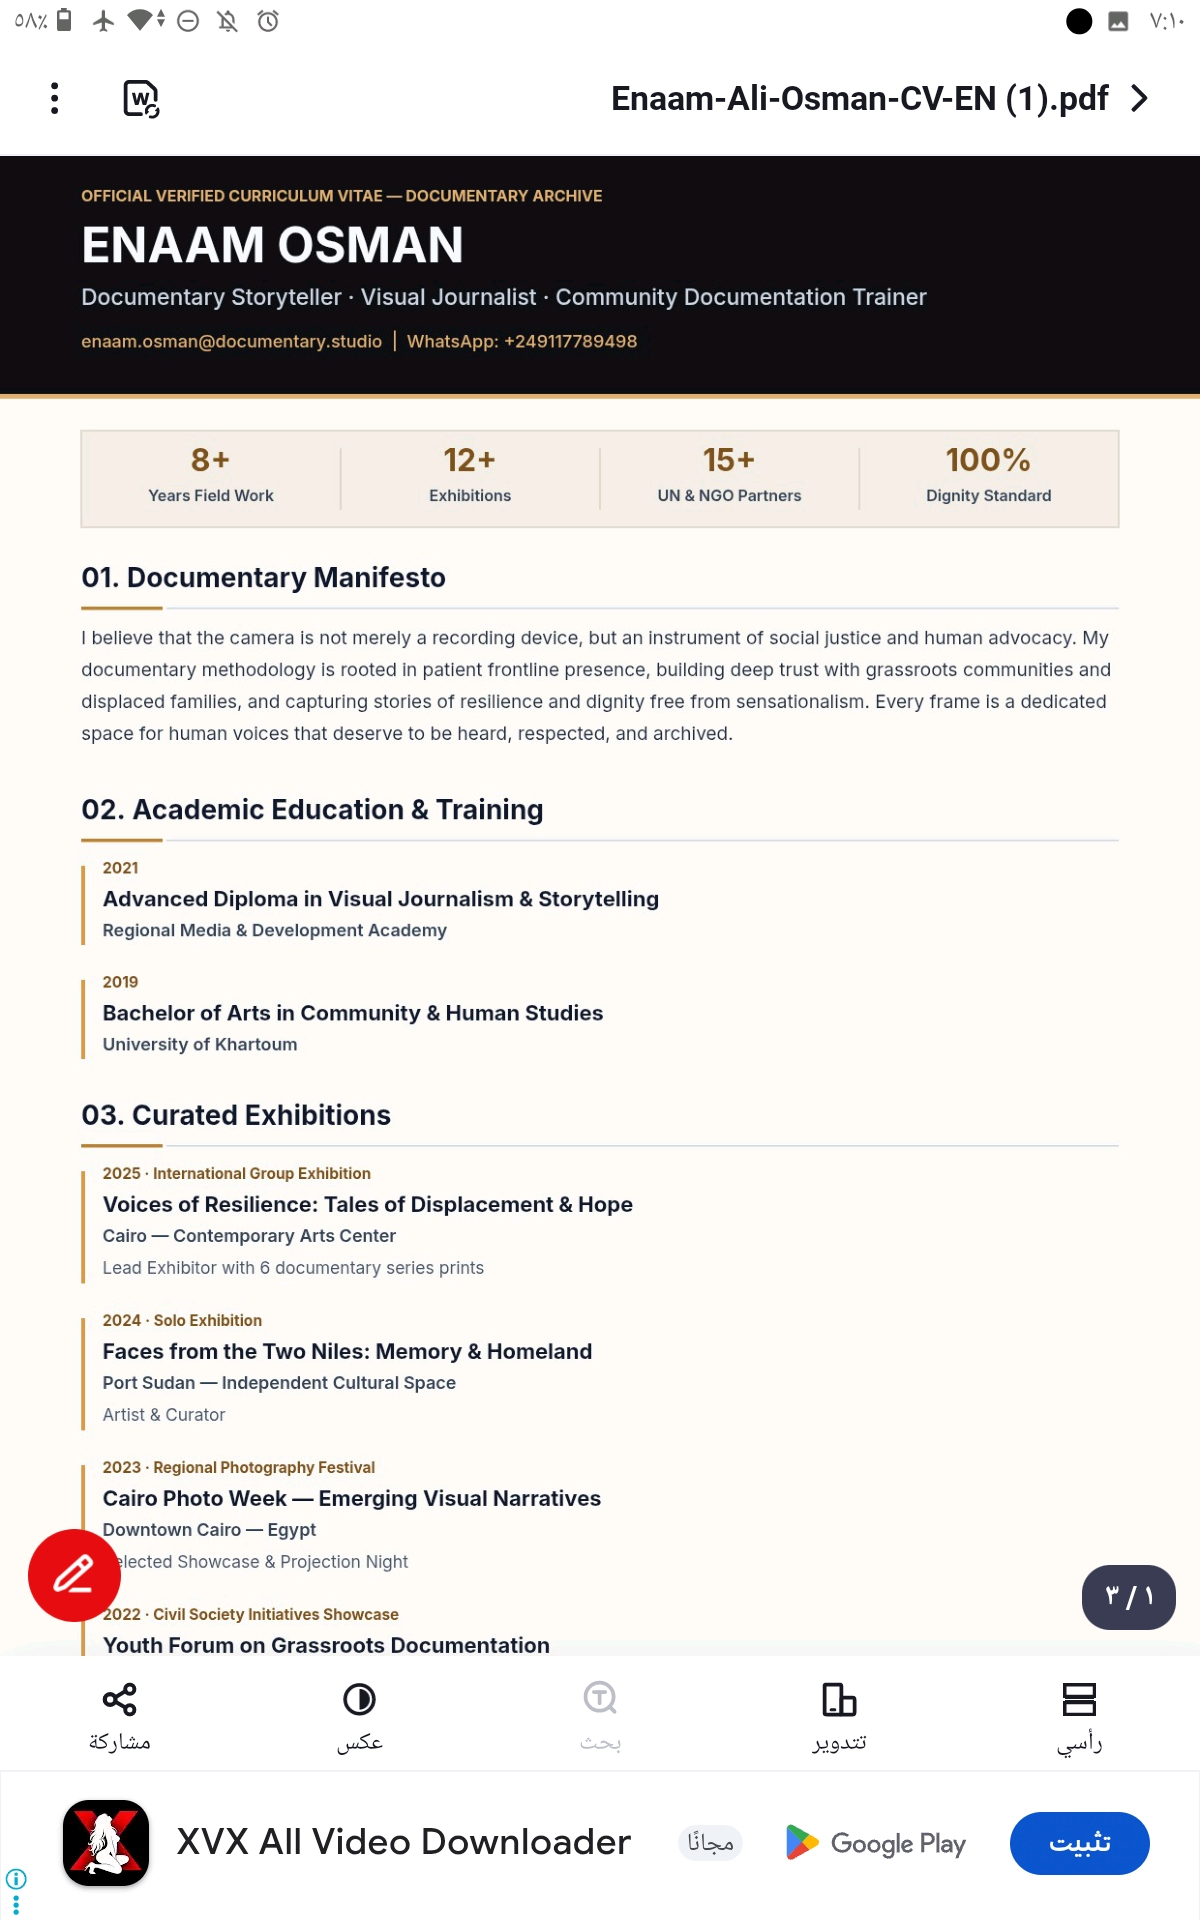 ٥٨٪ ٧:١٠
Enaam-Ali-Osman-CV-EN (1).pdf
OFFICIAL VERIFIED CURRICULUM VITAE — DOCUMENTARY ARCHIVE
ENAAM OSMAN
Documentary Storyteller · Visual Journalist · Community Documentation Trainer
enaam.osman@documentary.studio | WhatsApp: +249117789498
8+ 12+ 15+ 100%
Years Field Work Exhibitions UN & NGO Partners Dignity Standard
01. Documentary Manifesto
I believe that the camera is not merely a recording device, but an instrument of social justice and human advocacy. My
documentary methodology is rooted in patient frontline presence, building deep trust with grassroots communities and
displaced families, and capturing stories of resilience and dignity free from sensationalism. Every frame is a dedicated
space for human voices that deserve to be heard, respected, and archived.
02. Academic Education & Training
2021
Advanced Diploma in Visual Journalism & Storytelling
Regional Media & Development Academy
2019
Bachelor of Arts in Community & Human Studies
University of Khartoum
03. Curated Exhibitions
2025 · International Group Exhibition
Voices of Resilience: Tales of Displacement & Hope
Cairo — Contemporary Arts Center
Lead Exhibitor with 6 documentary series prints
2024 · Solo Exhibition
Faces from the Two Niles: Memory & Homeland
Port Sudan — Independent Cultural Space
Artist & Curator
2023 · Regional Photography Festival
Cairo Photo Week — Emerging Visual Narratives
Downtown Cairo — Egypt
elected Showcase & Projection Night
٣ / ١
2022 · Civil Society Initiatives Showcase
Youth Forum on Grassroots Documentation
رأسي تتدوير بحث عكس مشاركة
XVX All Video Downloader مجانًا Google Play تثبيت